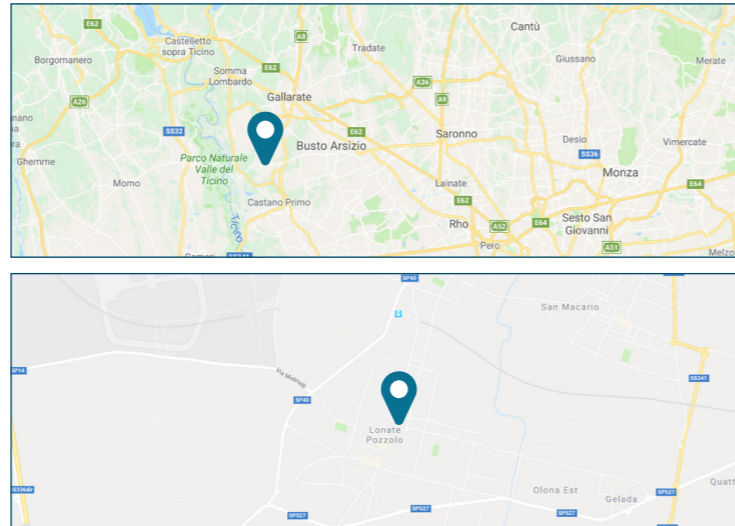 E62
Castelletto
sopra Ticino
Borgomanero
A8
Tradate
Cantù
Giussano
Merate
Somma
Lombardo
E62
A36
A26
Gallarate
A9
SS32
E62
Saronno
Desio
Vimercate
Busto Arsizio
SS36
Ghemme
Parco Naturale
Valle del
Ticino
Momo
Lainate
Monza
E64
Castano Primo
E62
Ticino
Rho
A52
E64
Sesto San
Giovanni
Pero
A51
SP40
San Macario
SP14
Via Molinelli
SS341
SP40
Lonate
Pozzolo
Olona Est
Gelada
SS336dir
SP527
SP527
SP527
SP527